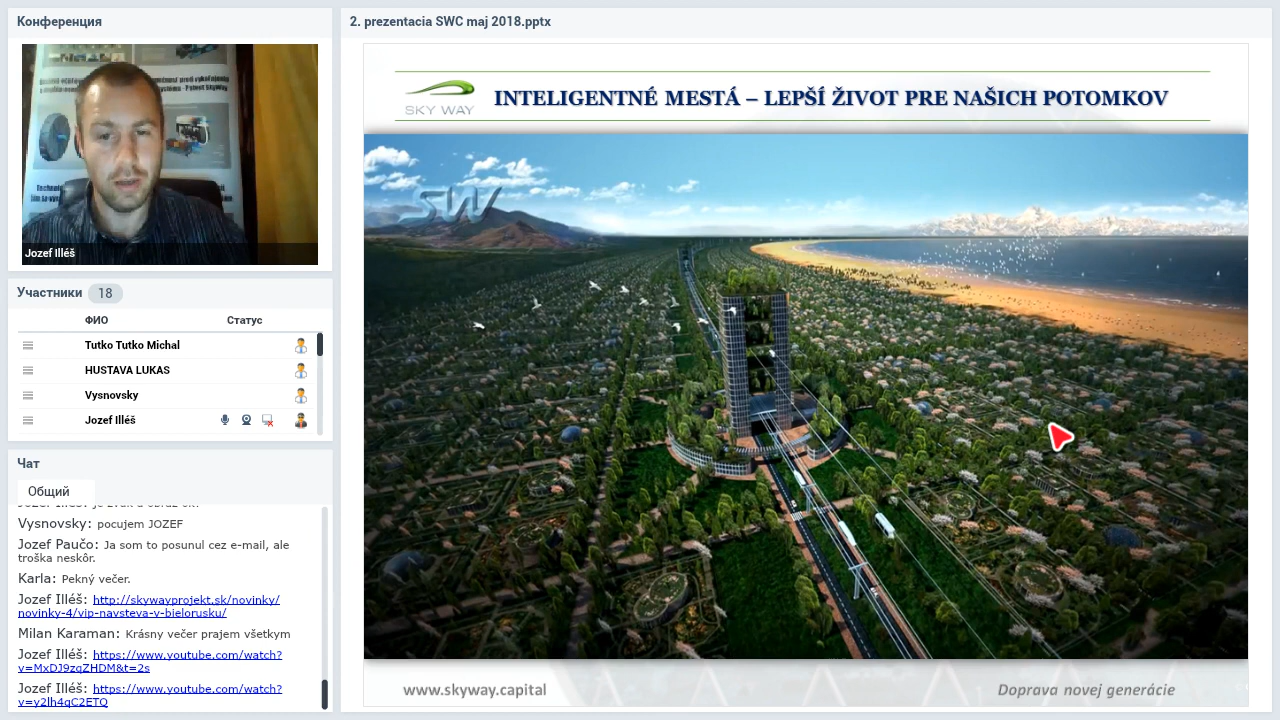 Конференция
Jozef Illéš
Участники 18
ФИО Статус
Tutko Tutko Michal
HUSTAVA LUKAS
Vysnovsky
Jozef Illéš
Чат
Общий
Vysnovsky: pocujem JOZEF
Jozef Paučo: Ja som to posunul cez e-mail, ale
troška neskôr.
Karla: Pekný večer.
Jozef Illéš: http://skywayprojekt.sk/novinky/
novinky-4/vip-navsteva-v-bielorusku/
Milan Karaman: Krásny večer prajem všetkym
Jozef Illéš: https://www.youtube.com/watch?
v=MxDJ9zqZHDM&t=2s
Jozef Illéš: https://www.youtube.com/watch?
v=y2lh4qC2ETQ
2. prezentacia SWC maj 2018.pptx
SKY WAY
INTELIGENTNÉ MESTÁ – LEPŠÍ ŽIVOT PRE NAŠICH POTOMKOV
SW
www.skyway.capital
Doprava novej generácie